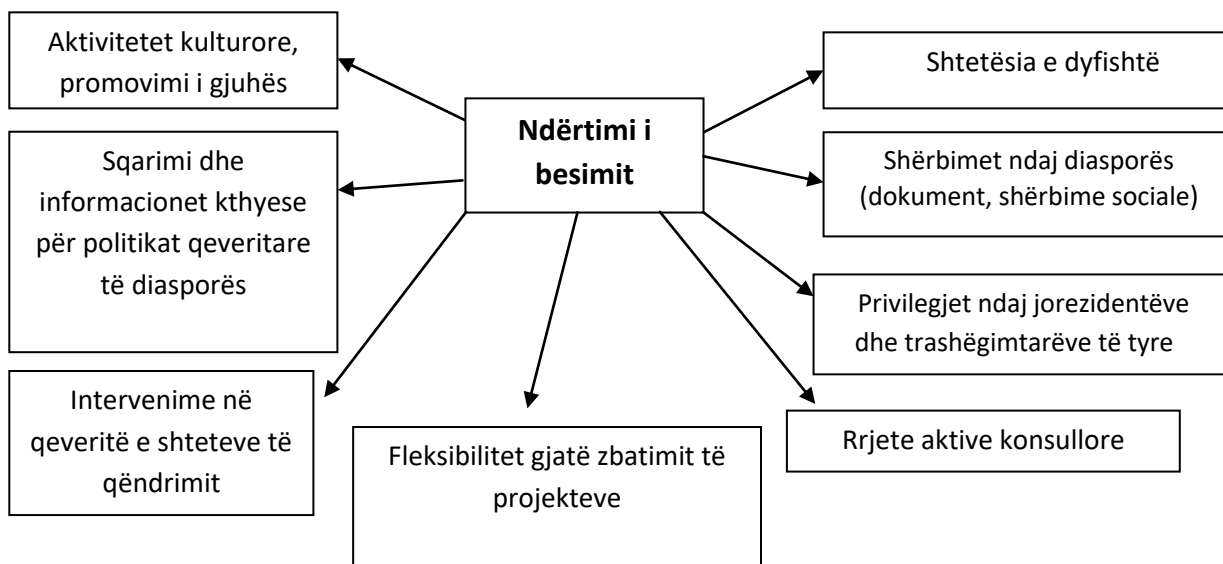 Aktivitetet kulturore,
promovimi i gjuhës
Sqarimi dhe
informacionet kthyese
për politikat qeveritare
të diasporës
Intervenime në
qeveritë e shteteve të
qëndrimit
Ndërtimi i
besimit
Fleksibilitet gjatë zbatimit të
projekteve
Shtetësia e dyfishtë
Shërbimet ndaj diasporës
(dokument, shërbime sociale)
Privilegjet ndaj jorezidentëve
dhe trashëgimtarëve të tyre
Rrjete aktive konsullore